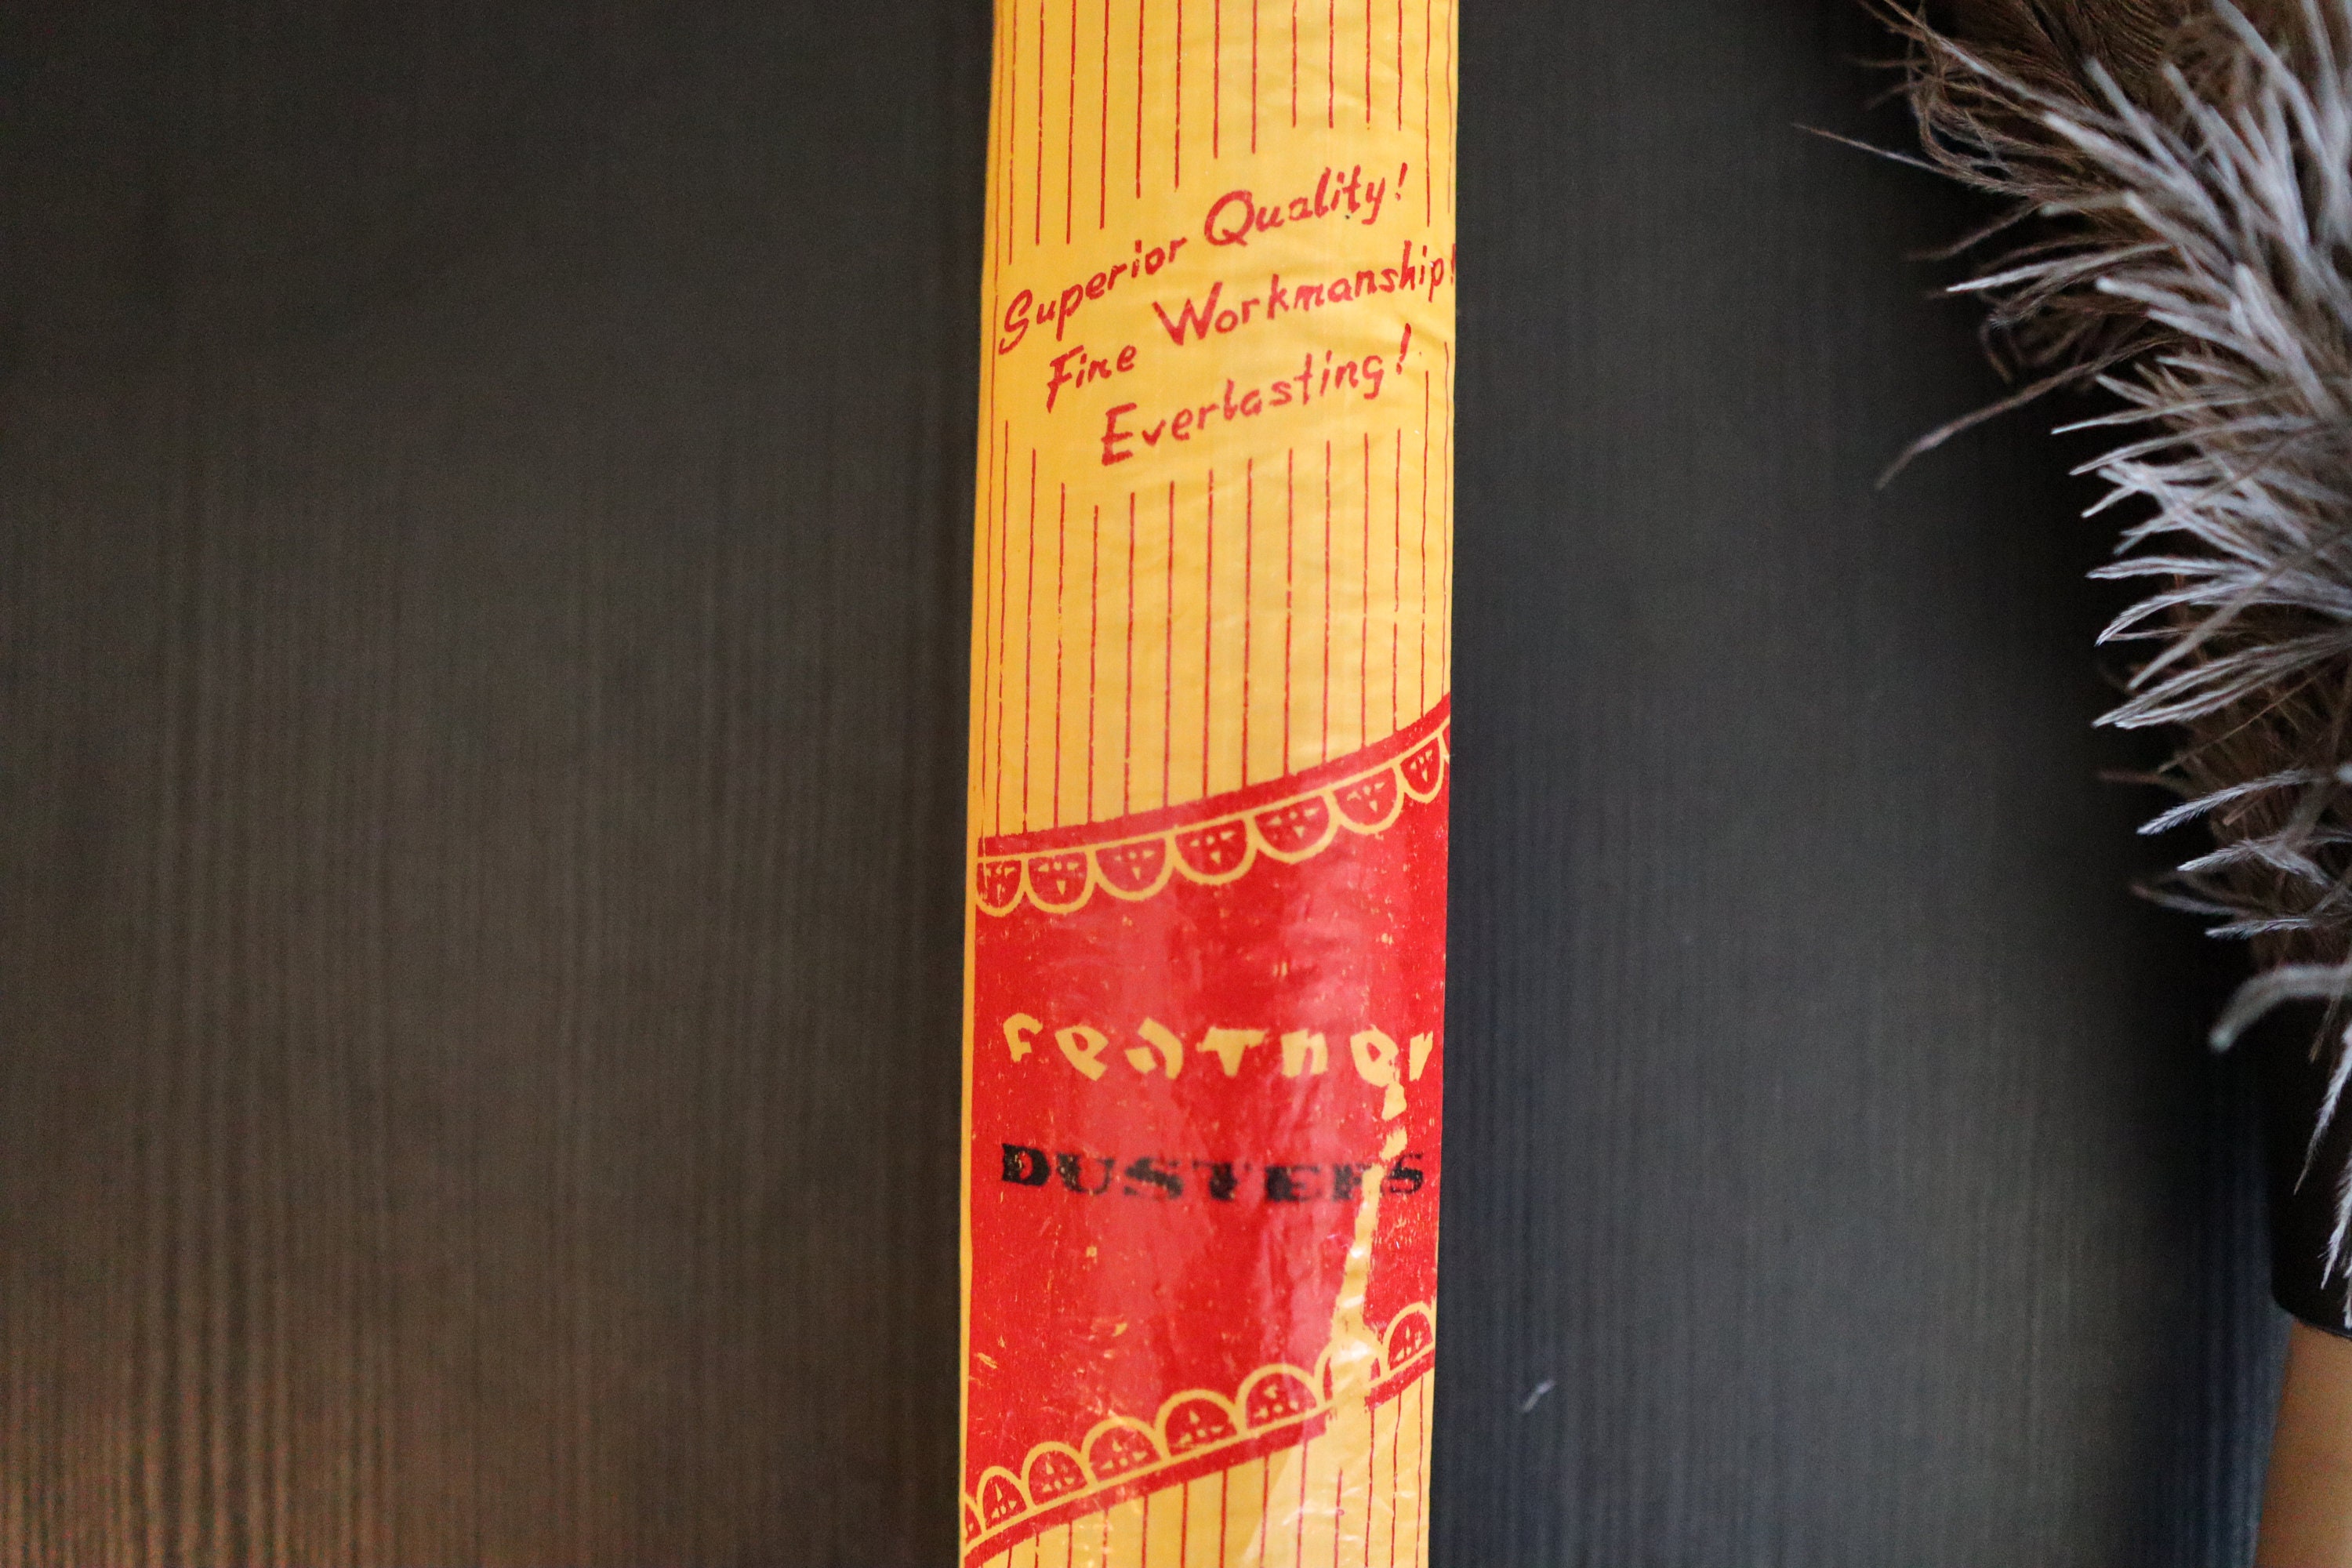 Superior Quality!
Fine Workmanship!
Everlasting!
FeATHer
DUSTERS